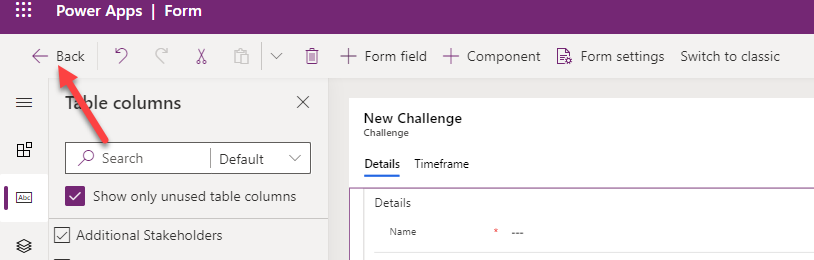 Power Apps | Form
Back
Form field
Component
Form settings
Switch to classic
Table columns
Search
Default
Show only unused table columns
Abc
Additional Stakeholders
New Challenge
Challenge
Details
Timeframe
Details
Name * ---